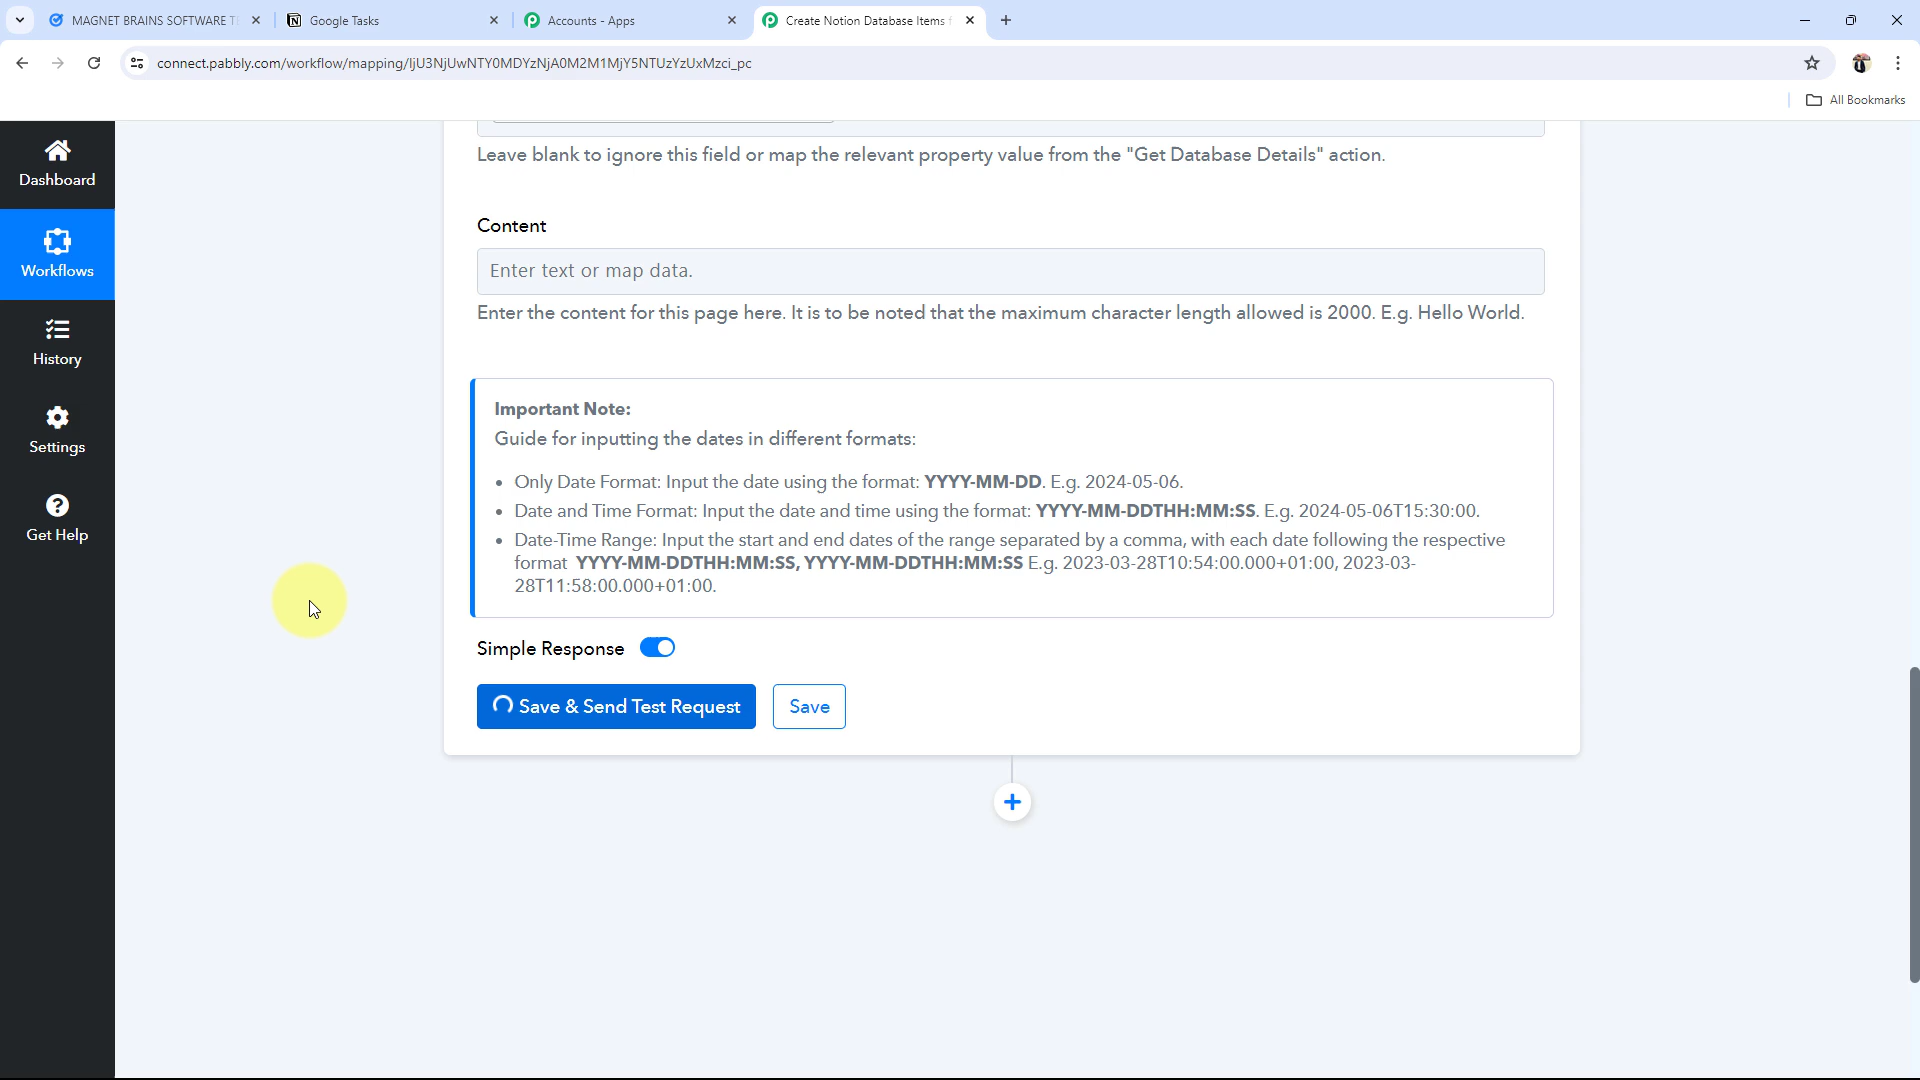 MAGNET BRAINS SOFTWARE T
Google Tasks
Accounts - Apps
Create Notion Database Items f
connect.pabbly.com/workflow/mapping/IjU3NjUwNTY0MDYzNjA0M2M1MjY5NTUzYzUxMzci_pc
All Bookmarks
Dashboard
Workflows
History
Settings
Get Help
Leave blank to ignore this field or map the relevant property value from the "Get Database Details" action.
Content
Enter text or map data.
Enter the content for this page here. It is to be noted that the maximum character length allowed is 2000. E.g. Hello World.
Important Note:
Guide for inputting the dates in different formats:
• Only Date Format: Input the date using the format: YYYY-MM-DD. E.g. 2024-05-06.
• Date and Time Format: Input the date and time using the format: YYYY-MM-DDTHH:MM:SS. E.g. 2024-05-06T15:30:00.
• Date-Time Range: Input the start and end dates of the range separated by a comma, with each date following the respective
format YYYY-MM-DDTHH:MM:SS, YYYY-MM-DDTHH:MM:SS E.g. 2023-03-28T10:54:00.000+01:00, 2023-03-
28T11:58:00.000+01:00.
Simple Response
Save & Send Test Request
Save